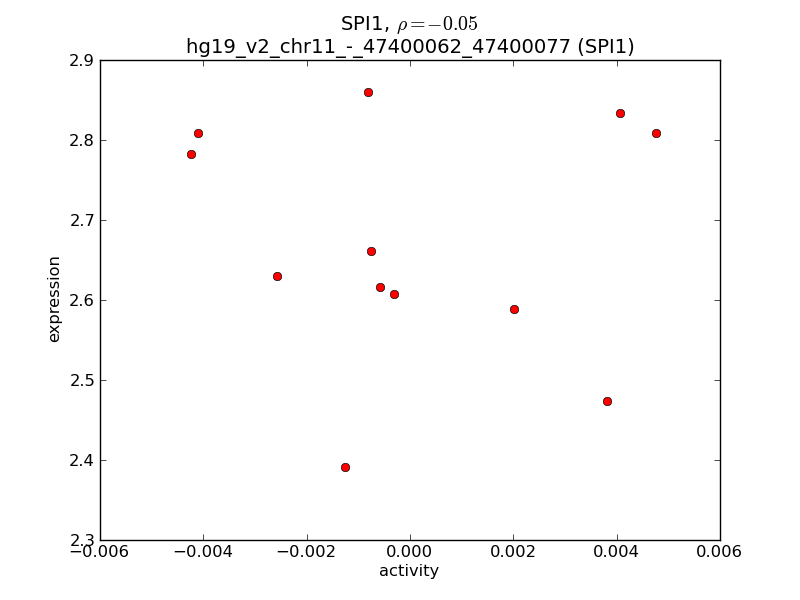 SPI1, ρ = −0.05
hg19_v2_chr11_-_47400062_47400077 (SPI1)
2.9
2.8
2.7
2.6
2.5
2.4
2.3
expression
−0.006 −0.004 −0.002 0.000 0.002 0.004 0.006
activity